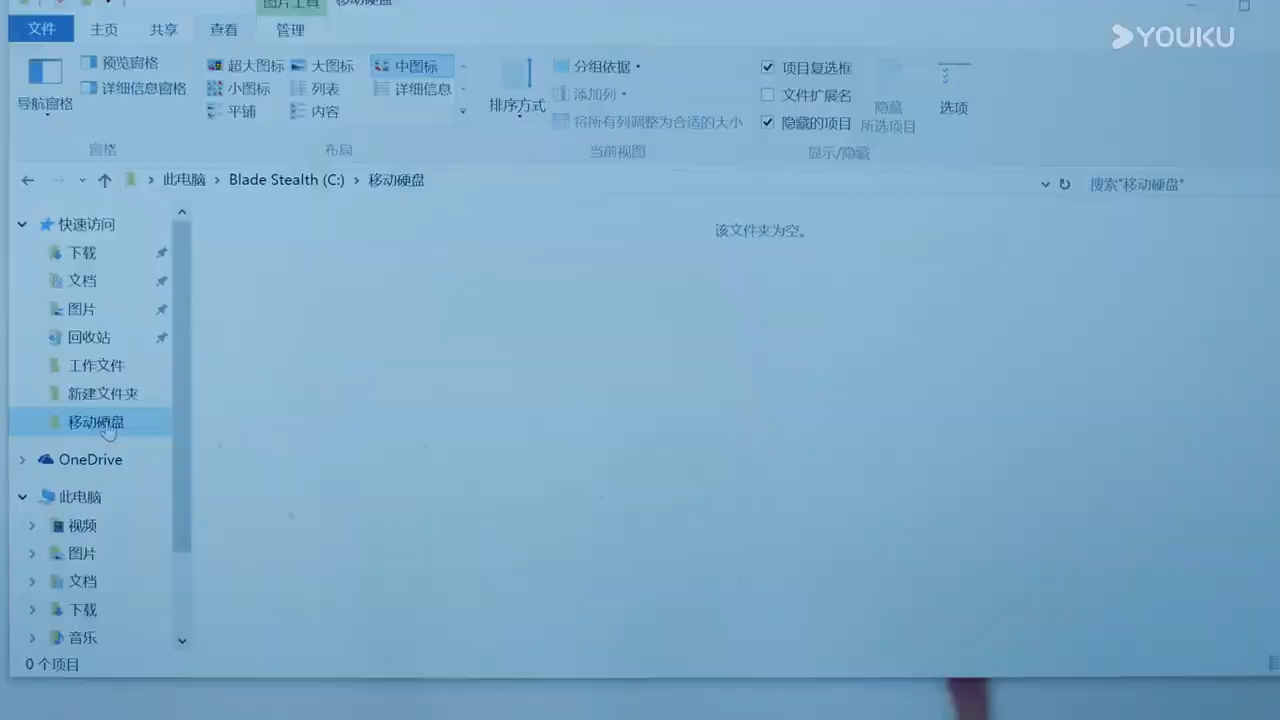 图片工具 移动硬盘
文件 主页 共享 查看 管理
YOUKU
导航窗格
预览窗格
详细信息窗格
窗格
超大图标 大图标 中图标
小图标 列表 详细信息
平铺 内容
布局
排序方式
分组依据
添加列
将所有列调整为合适的大小
当前视图
项目复选框
文件扩展名
隐藏的项目
隐藏
所选项目
显示/隐藏
选项
此电脑 Blade Stealth (C:) 移动硬盘
搜索"移动硬盘"
快速访问
下载
文档
图片
回收站
工作文件
新建文件夹
移动硬盘
OneDrive
此电脑
视频
图片
文档
下载
音乐
该文件夹为空。
0 个项目